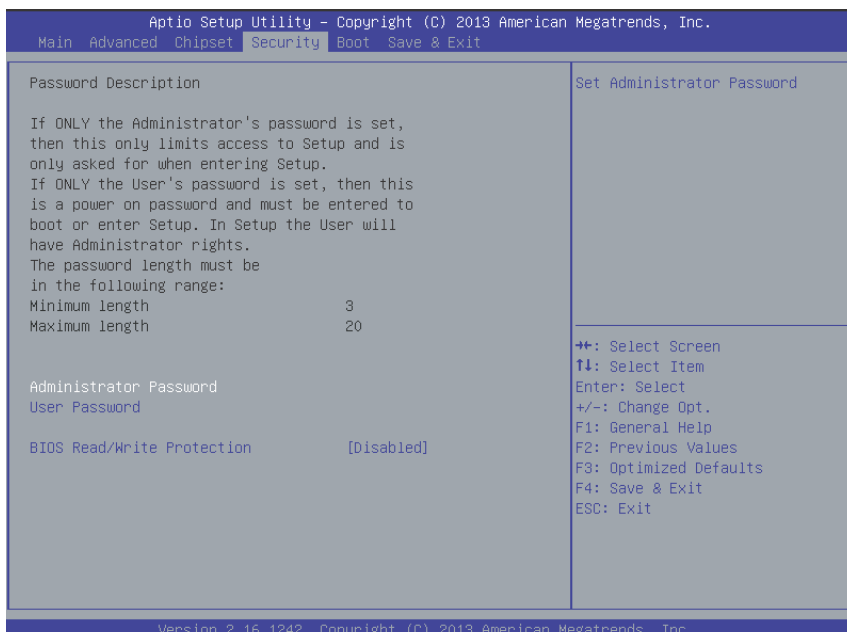 Aptio Setup Utility – Copyright (C) 2013 American Megatrends, Inc.
Main Advanced Chipset Security Boot Save & Exit
Password Description
If ONLY the Administrator's password is set,
then this only limits access to Setup and is
only asked for when entering Setup.
If ONLY the User's password is set, then this
is a power on password and must be entered to
boot or enter Setup. In Setup the User will
have Administrator rights.
The password length must be
in the following range:
Minimum length 3
Maximum length 20
Administrator Password
User Password
BIOS Read/Write Protection [Disabled]
Set Administrator Password
→←: Select Screen
↑↓: Select Item
Enter: Select
+/-: Change Opt.
F1: General Help
F2: Previous Values
F3: Optimized Defaults
F4: Save & Exit
ESC: Exit
Version 2.16.1242. Copyright (C) 2013 American Megatrends, Inc.